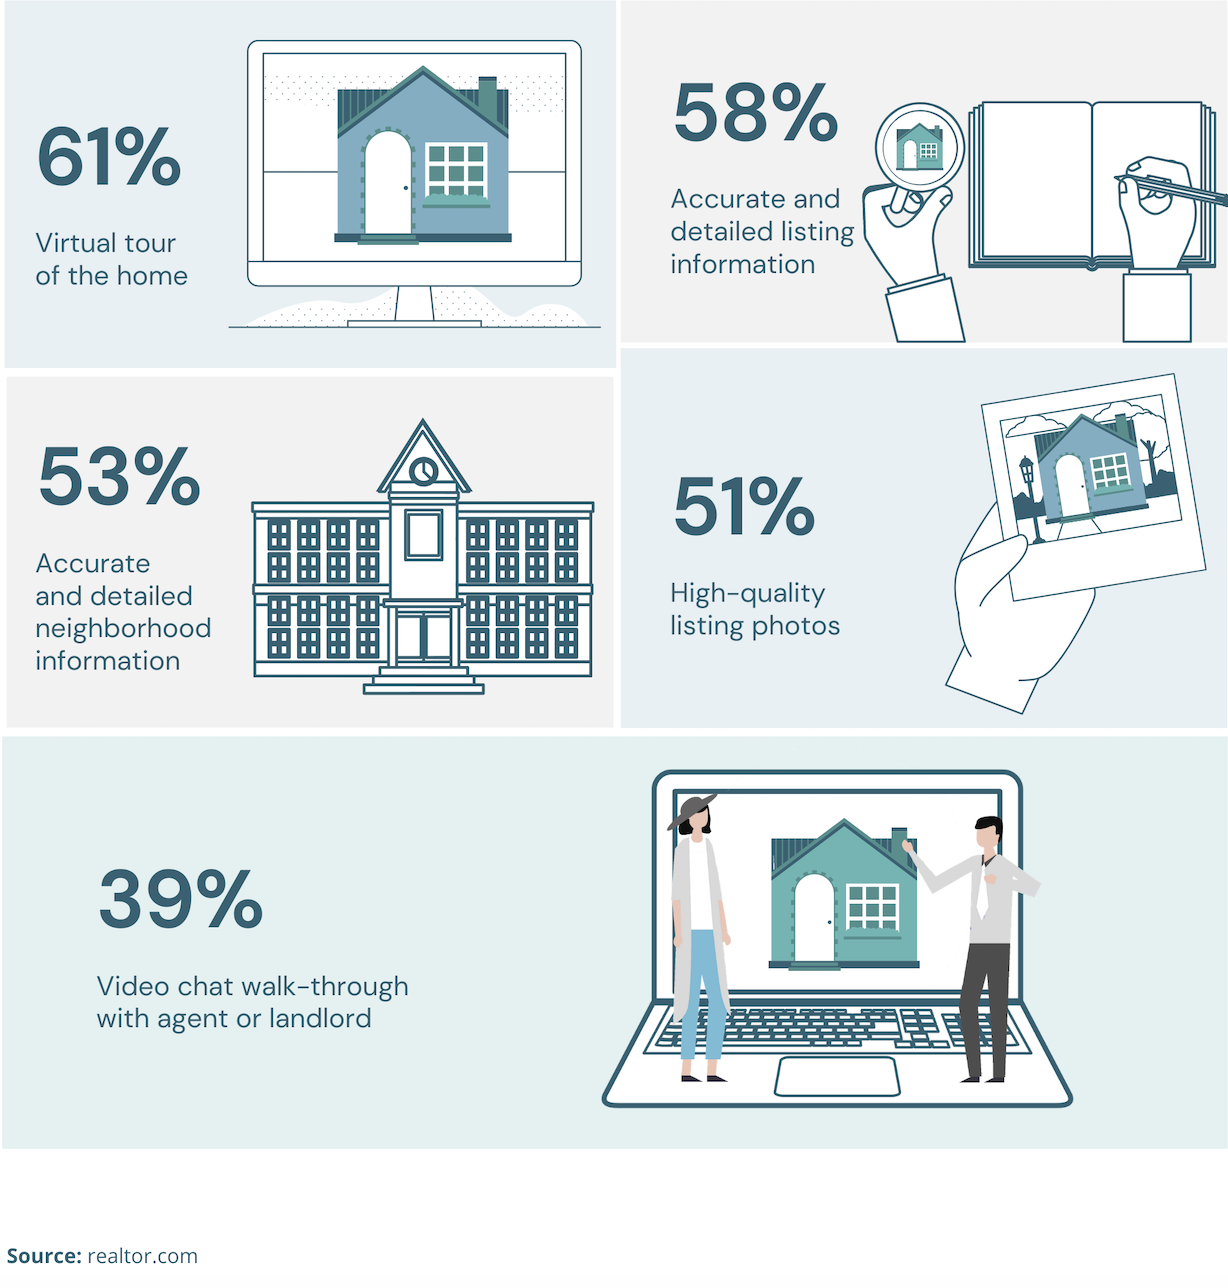 61%
Virtual tour
of the home
58%
Accurate and
detailed listing
information
53%
Accurate
and detailed
neighborhood
information
51%
High-quality
listing photos
39%
Video chat walk-through
with agent or landlord
Source: realtor.com